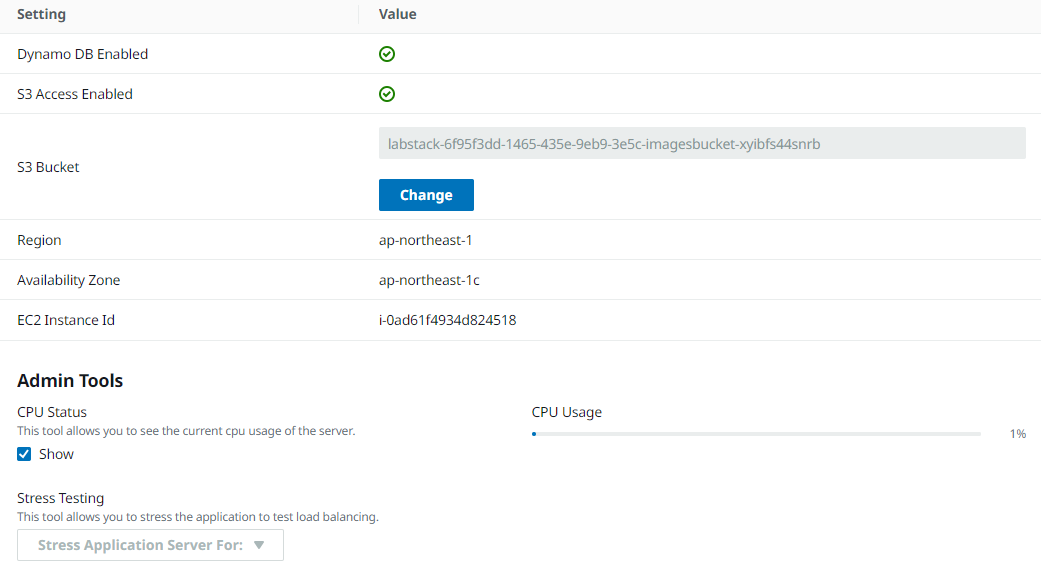 Setting Value
Dynamo DB Enabled
S3 Access Enabled
S3 Bucket labstack-6f95f3dd-1465-435e-9eb9-3e5c-imagesbucket-xyibfs44snrb
Change
Region ap-northeast-1
Availability Zone ap-northeast-1c
EC2 Instance Id i-0ad61f4934d824518
Admin Tools
CPU Status
This tool allows you to see the current cpu usage of the server.
Show
CPU Usage
1%
Stress Testing
This tool allows you to stress the application to test load balancing.
Stress Application Server For: